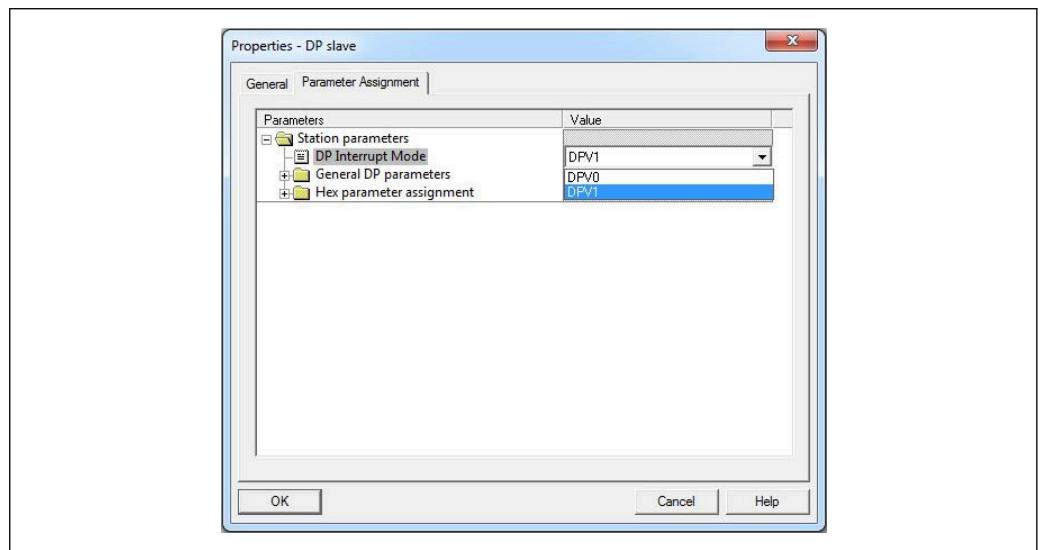 Properties - DP slave
General Parameter Assignment
Parameters Value
Station parameters
DP Interrupt Mode DPV1
General DP parameters DPV0
Hex parameter assignment DPV1
OK Cancel Help